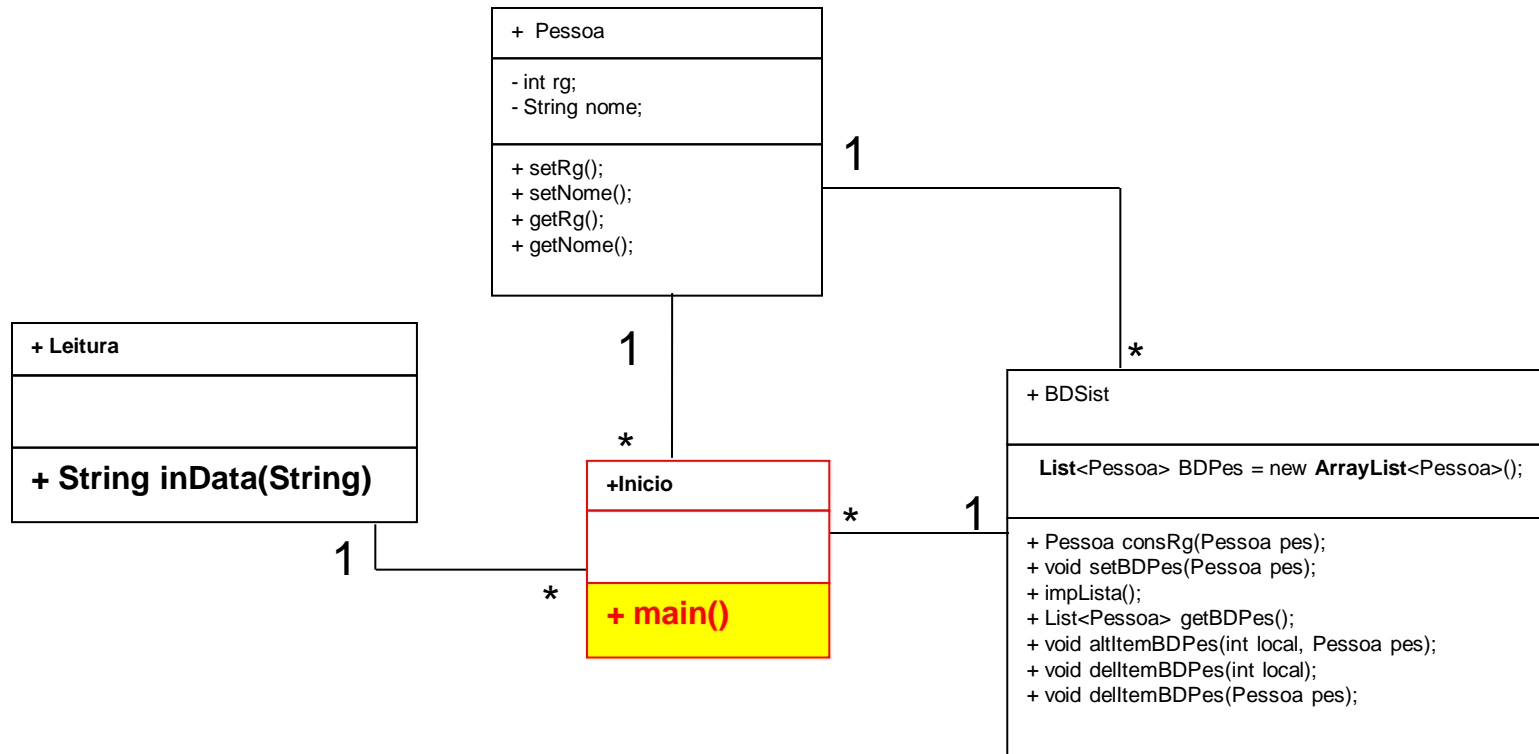 + Pessoa
- int rg;
- String nome;
+ setRg();
+ setNome();
+ getRg();
+ getNome();
1
*
1
*
+ Leitura
+ String inData(String)
1
*
+Inicio
+ main()
*
1
+ BDSist
List<Pessoa> BDPes = new ArrayList<Pessoa>();
+ Pessoa consRg(Pessoa pes);
+ void setBDPes(Pessoa pes);
+ impLista();
+ List<Pessoa> getBDPes();
+ void altItemBDPes(int local, Pessoa pes);
+ void delItemBDPes(int local);
+ void delItemBDPes(Pessoa pes);